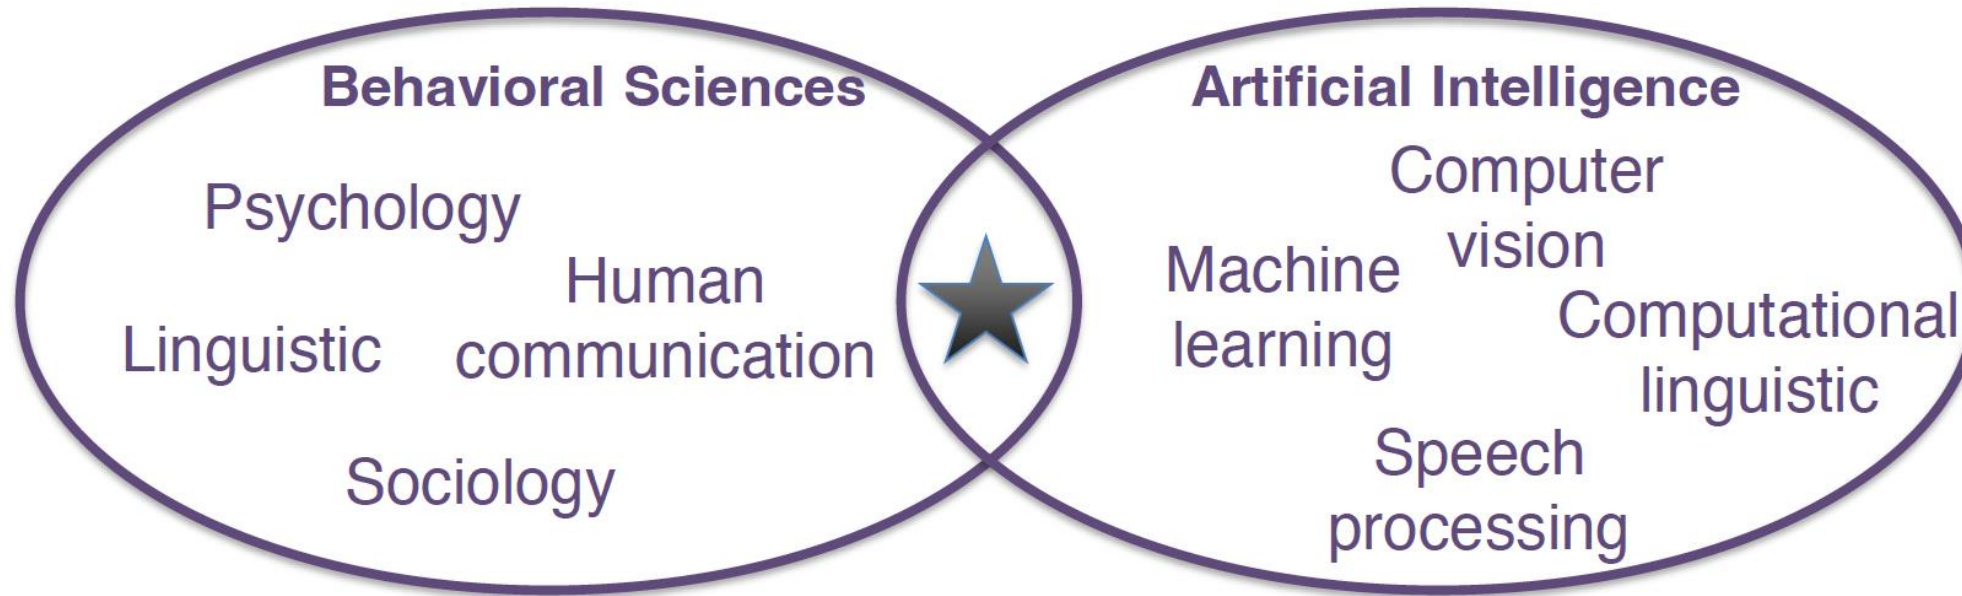 Behavioral Sciences
Psychology
Human
communication
Linguistic
Sociology
Artificial Intelligence
Computer
vision
Machine
learning
Computational
linguistic
Speech
processing